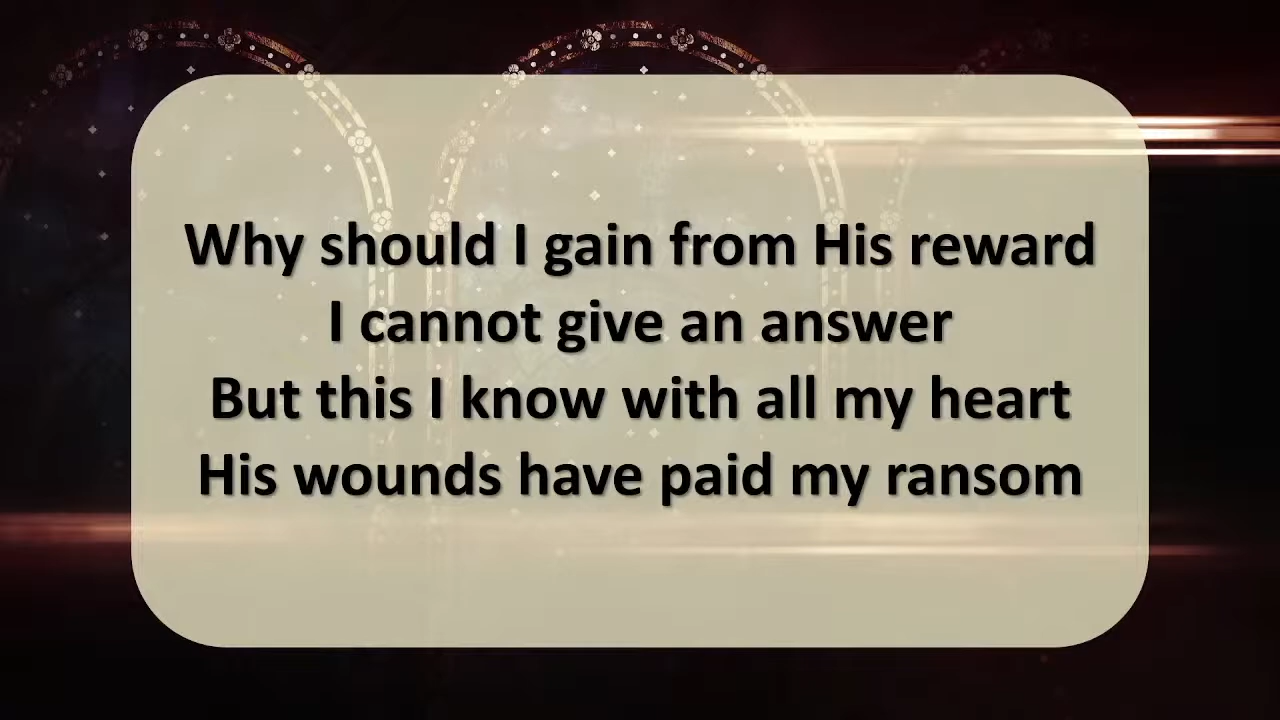 Why should I gain from His reward
I cannot give an answer
But this I know with all my heart
His wounds have paid my ransom